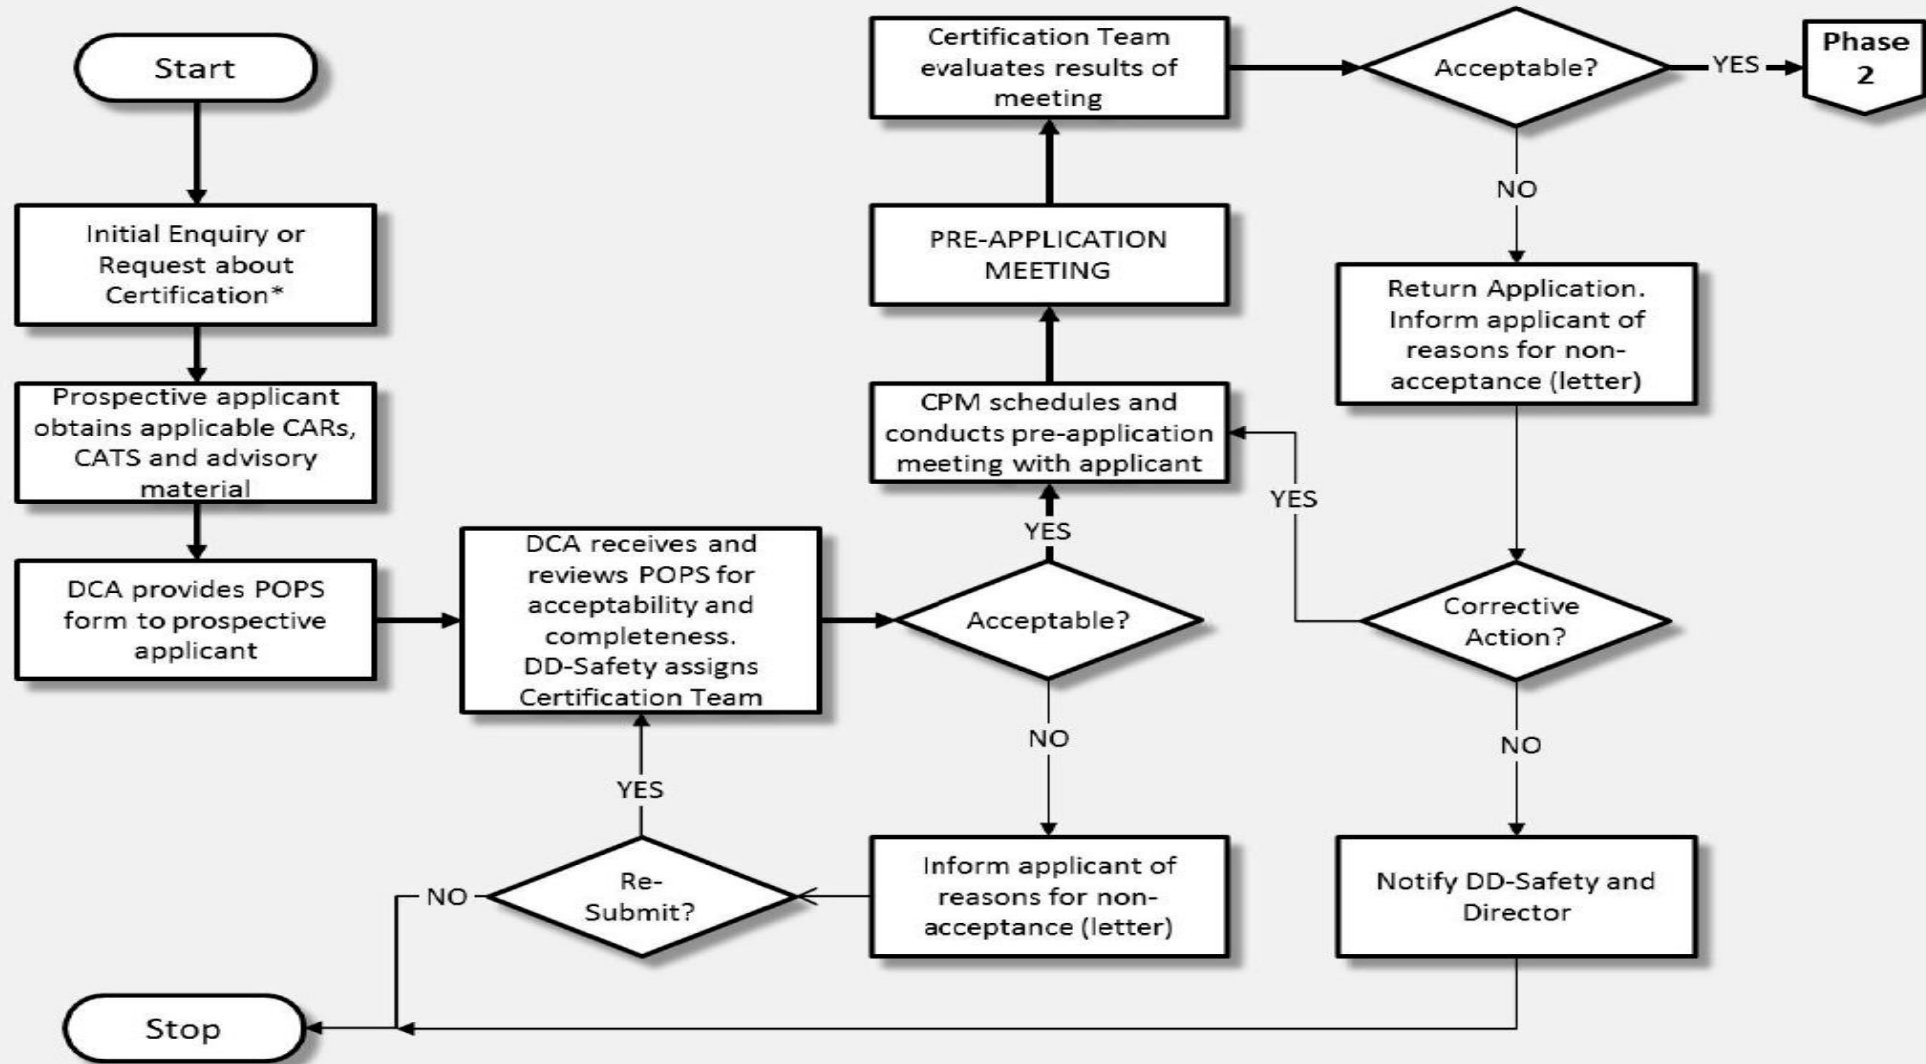 Start
Initial Enquiry or
Request about
Certification*
Prospective applicant
obtains applicable CARs,
CATS and advisory
material
DCA provides POPS
form to prospective
applicant
DCA receives and
reviews POPS for
acceptability and
completeness.
DD-Safety assigns
Certification Team
Acceptable?
YES
NO
Inform applicant of
reasons for non-
acceptance (letter)
Re-
Submit?
YES
NO
Stop
CPM schedules and
conducts pre-application
meeting with applicant
PRE-APPLICATION
MEETING
Certification Team
evaluates results of
meeting
Acceptable?
YES
Phase
2
NO
Return Application.
Inform applicant of
reasons for non-
acceptance (letter)
Corrective
Action?
YES
NO
Notify DD-Safety and
Director